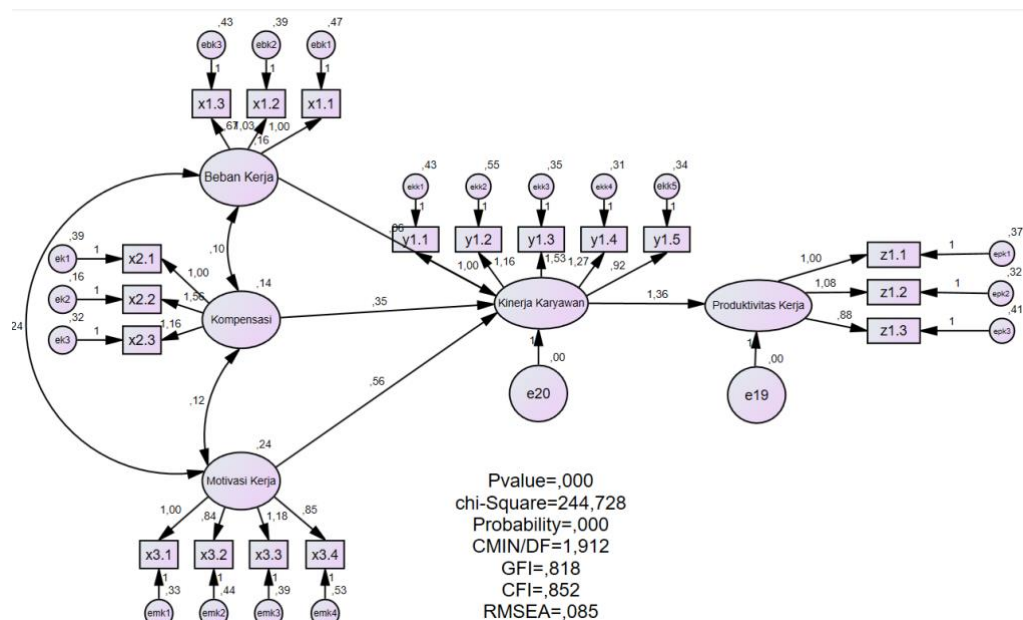 ,43 ,39 ,47
ebk3 ebk2 ebk1
1 1 1
x1.3 x1.2 x1.1
1,03 1,00
,16
Beban Kerja
,43 ,55 ,35 ,31 ,34
ekk1 ekk2 ekk3 ekk4 ekk5
1 1 1 1 1
y1.1 y1.2 y1.3 y1.4 y1.5
1,00 1,16 1,53 1,27 ,92
,39
ek1 1 x2.1
,16
ek2 1 x2.2
,32
ek3 1 x2.3
1,00
1,16
,10
,14
Kompensasi
,35
Kinerja Karyawan
1,36
Produktivitas Kerja
1,00
1,08
,88
z1.1 1 epk1 ,37
z1.2 1 epk2 ,32
z1.3 1 epk3 ,41
24
,12
,56
1 ,00
e20
1 ,00
e19
,24
Motivasi Kerja
1,00 ,84 1,18 ,85
x3.1 x3.2 x3.3 x3.4
1 1 1 1
,33 ,44 ,39 ,53
emk1 emk2 emk3 emk4
Pvalue=,000
chi-Square=244,728
Probability=,000
CMIN/DF=1,912
GFI=,818
CFI=,852
RMSEA=,085